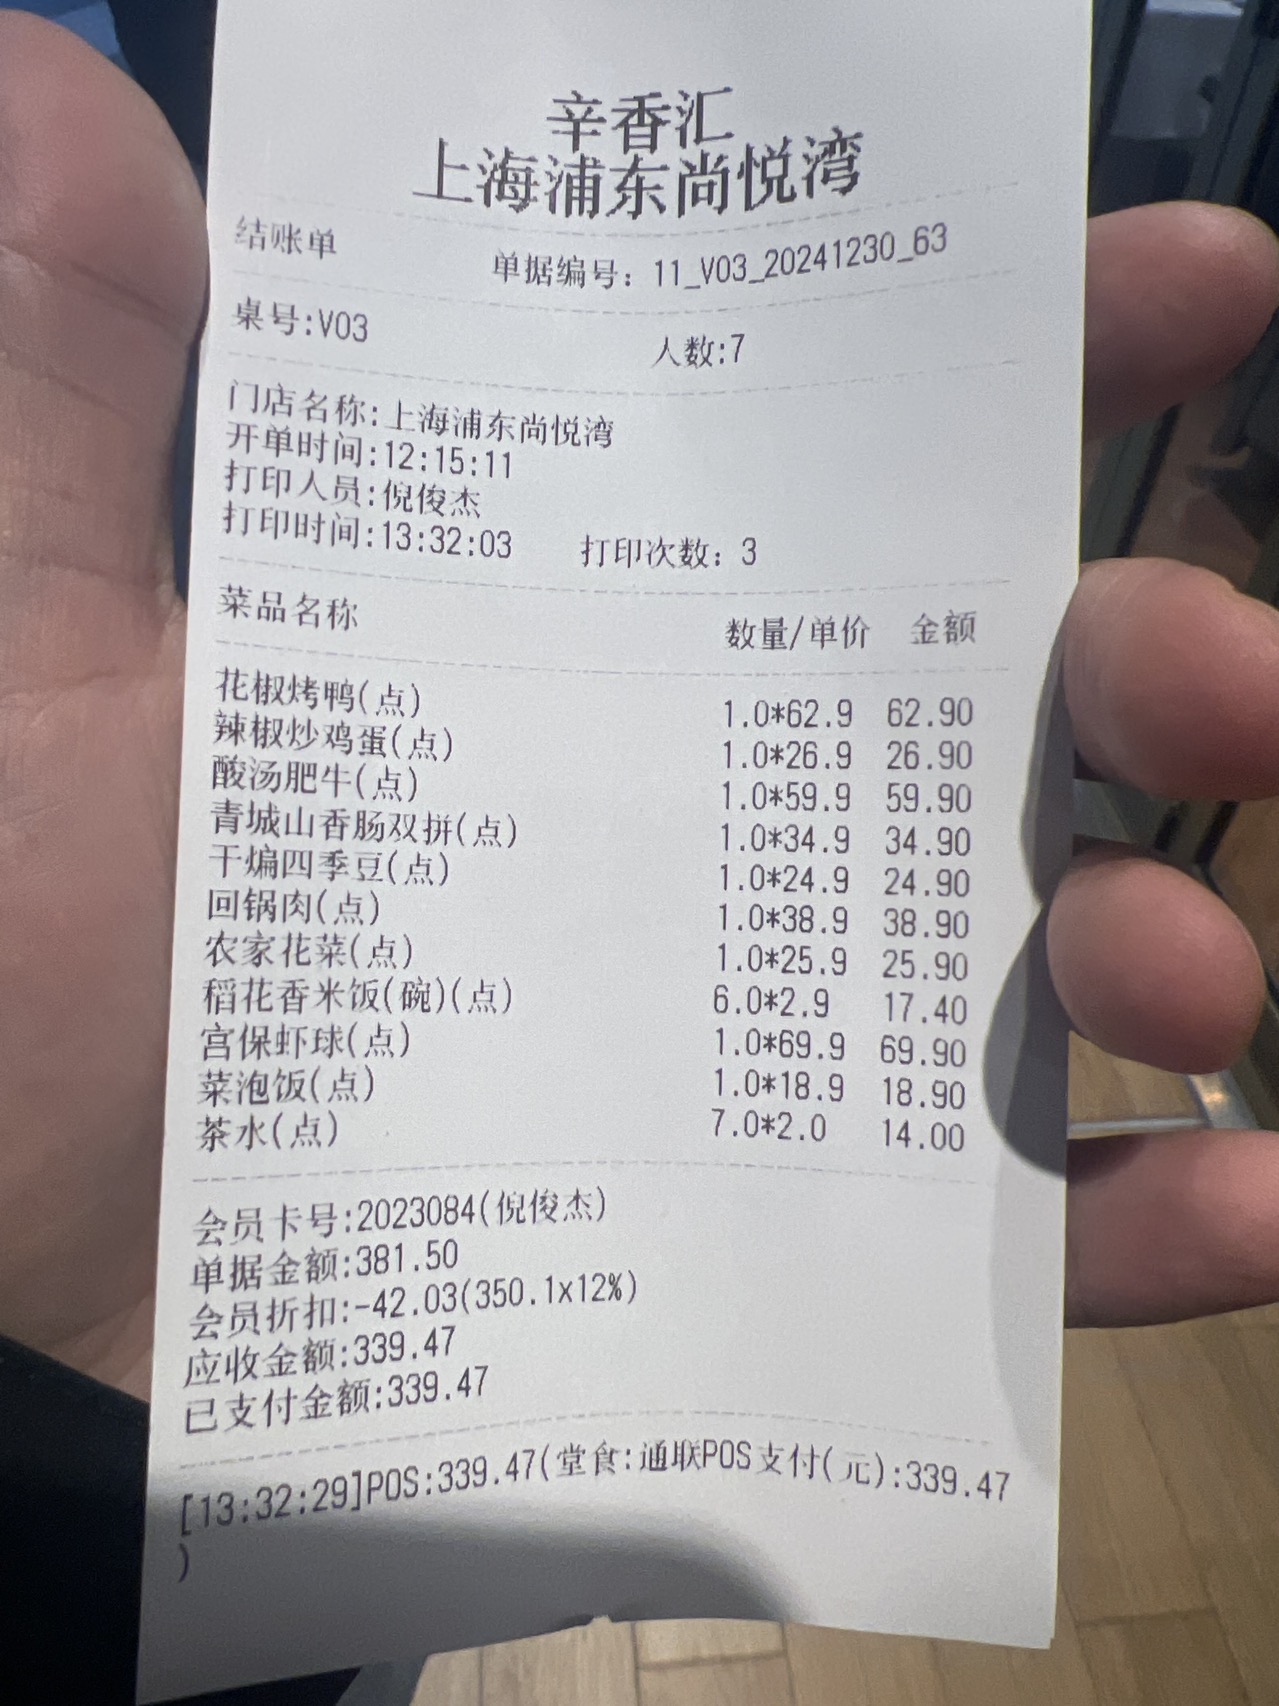 辛香汇
上海浦东尚悦湾
结账单 单据编号：11_V03_20241230_63
桌号:V03 人数:7
门店名称:上海浦东尚悦湾
开单时间:12:15:11
打印人员:倪俊杰
打印时间:13:32:03 打印次数：3
菜品名称 数量/单价 金额
花椒烤鸭(点) 1.0*62.9 62.90
辣椒炒鸡蛋(点) 1.0*26.9 26.90
酸汤肥牛(点) 1.0*59.9 59.90
青城山香肠双拼(点) 1.0*34.9 34.90
干煸四季豆(点) 1.0*24.9 24.90
回锅肉(点) 1.0*38.9 38.90
农家花菜(点) 1.0*25.9 25.90
稻花香米饭(碗)(点) 6.0*2.9 17.40
宫保虾球(点) 1.0*69.9 69.90
菜泡饭(点) 1.0*18.9 18.90
茶水(点) 7.0*2.0 14.00
会员卡号:2023084(倪俊杰)
单据金额:381.50
会员折扣:-42.03(350.1x12%)
应收金额:339.47
已支付金额:339.47
[13:32:29]POS:339.47(堂食:通联POS支付(元):339.47
)